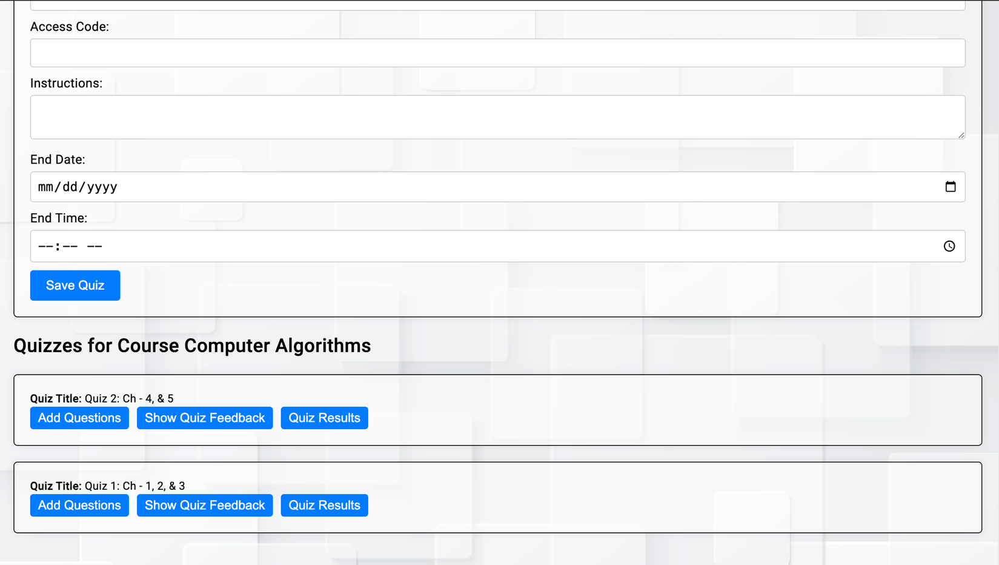 Access Code:
Instructions:
End Date:
mm/dd/yyyy
End Time:
--:-- --
Save Quiz
Quizzes for Course Computer Algorithms
Quiz Title: Quiz 2: Ch - 4, & 5
Add Questions Show Quiz Feedback Quiz Results
Quiz Title: Quiz 1: Ch - 1, 2, & 3
Add Questions Show Quiz Feedback Quiz Results